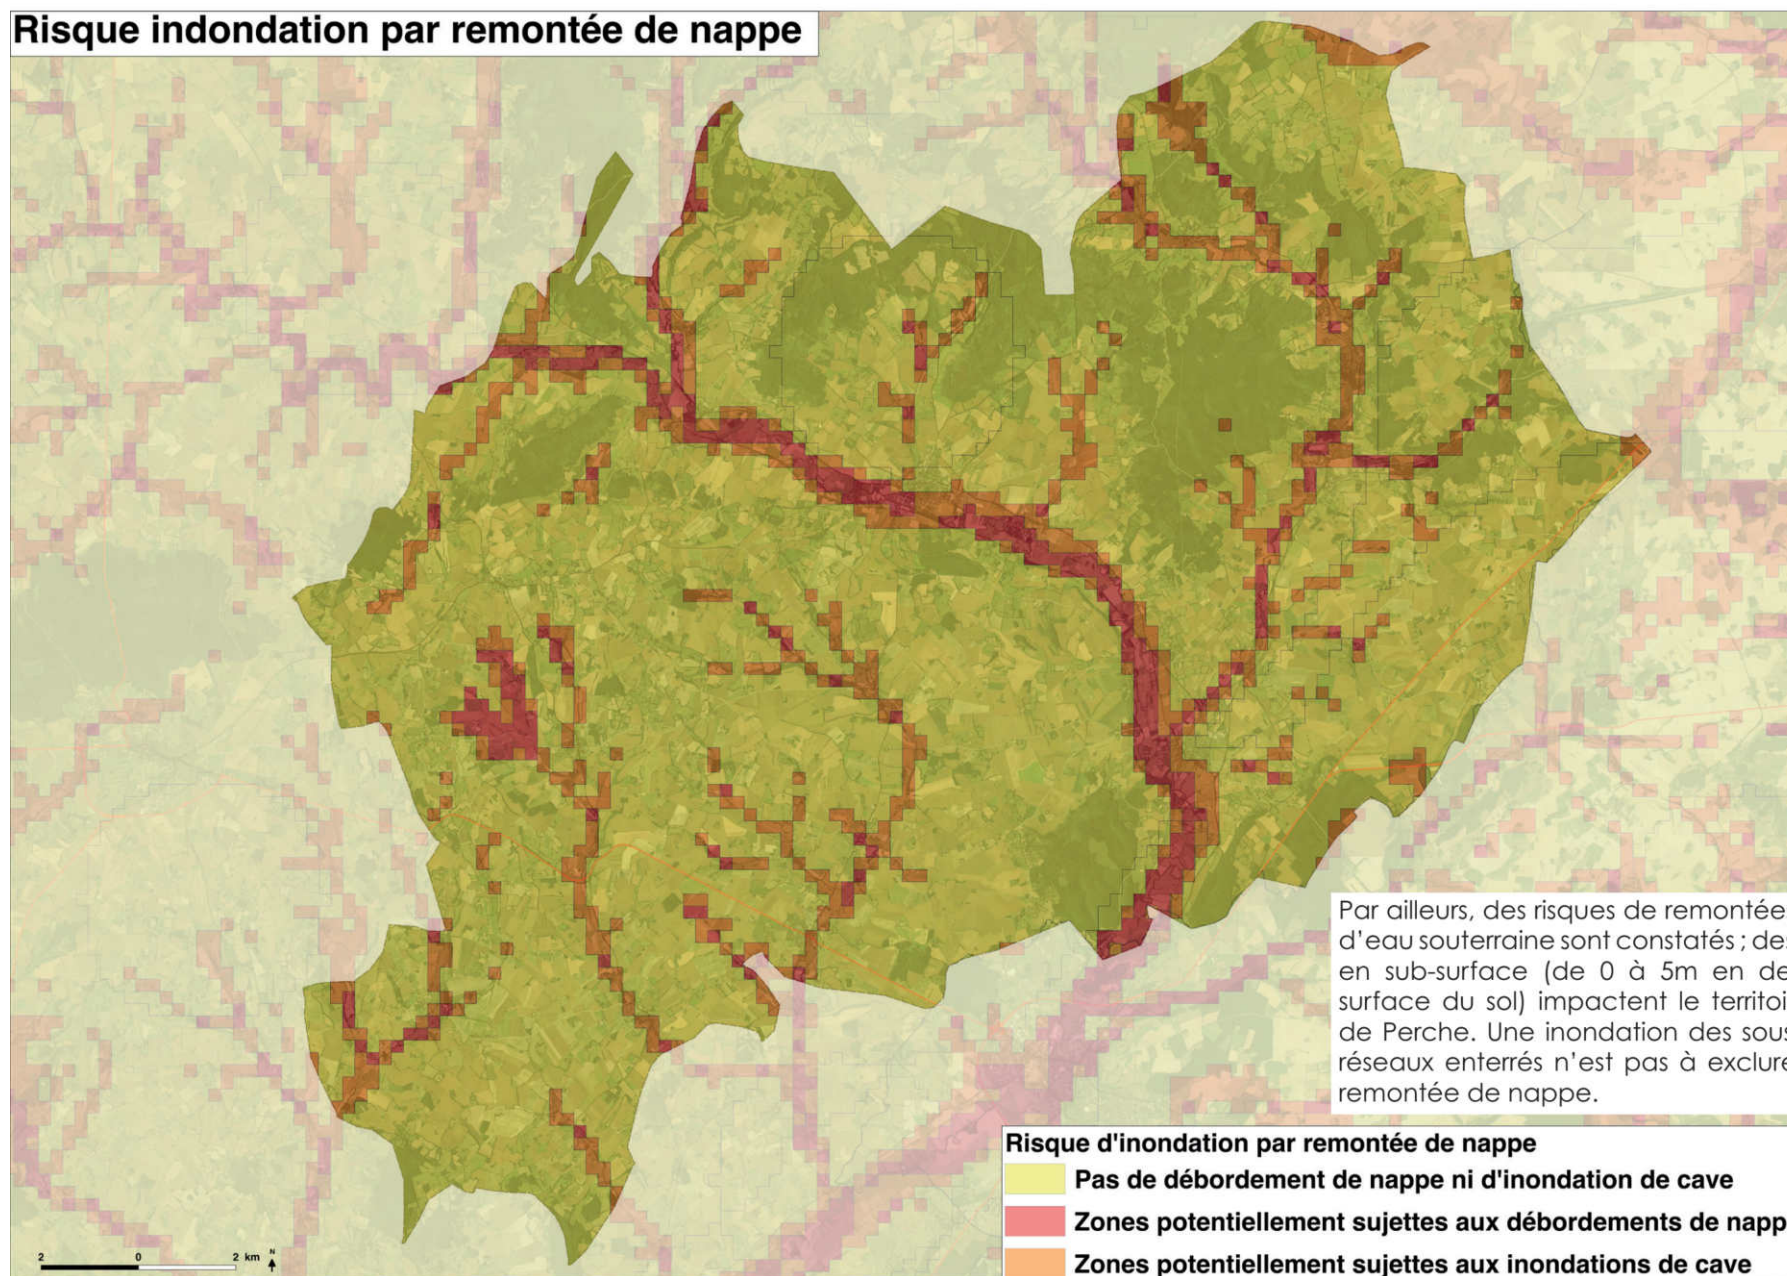 Risque indondation par remontée de nappe
Par ailleurs, des risques de remontée
d'eau souterraine sont constatés ; des
en sub-surface (de 0 à 5m en de
surface du sol) impactent le territoi
de Perche. Une inondation des sous
réseaux enterrés n'est pas à exclure
remontée de nappe.
Risque d'inondation par remontée de nappe
Pas de débordement de nappe ni d'inondation de cave
Zones potentiellement sujettes aux débordements de napp
Zones potentiellement sujettes aux inondations de cave
2 0 2 km N